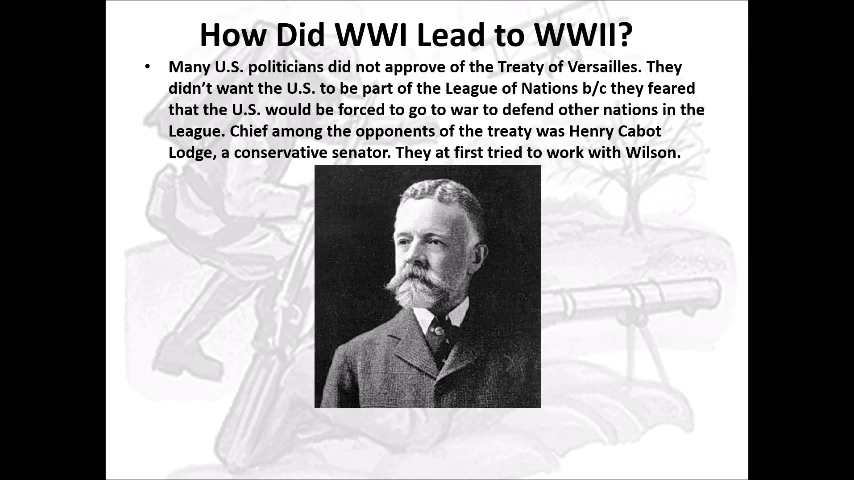 How Did WWI Lead to WWII?
• Many U.S. politicians did not approve of the Treaty of Versailles. They
didn't want the U.S. to be part of the League of Nations b/c they feared
that the U.S. would be forced to go to war to defend other nations in the
League. Chief among the opponents of the treaty was Henry Cabot
Lodge, a conservative senator. They at first tried to work with Wilson.